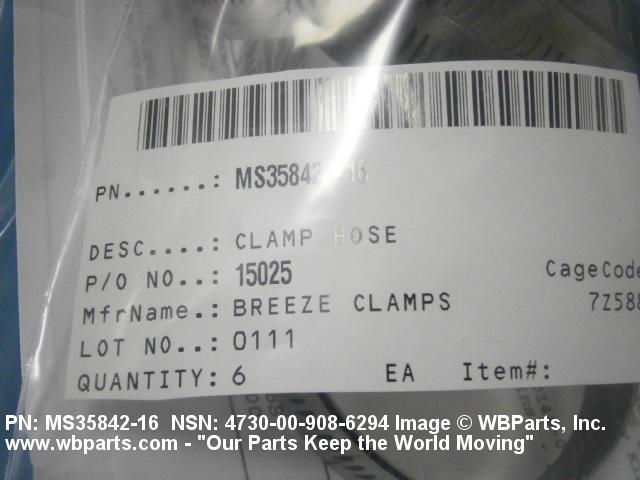 PN......: MS35842-16
DESC....: CLAMP HOSE
P/O NO..: 15025
CageCode
MfrName.: BREEZE CLAMPS
7Z588
LOT NO..: 0111
QUANTITY: 6 EA Item#:
PN: MS35842-16 NSN: 4730-00-908-6294 Image © WBParts, Inc.
www.wbparts.com - "Our Parts Keep the World Moving"